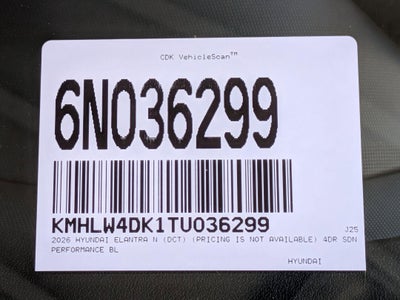 CDK VehicleScan™
6N036299
KMHLW4DK1TU036299
J25
2026 HYUNDAI ELANTRA N (DCT) (PRICING IS NOT AVAILABLE) 4DR SDN
PERFORMANCE BL
HYUNDAI